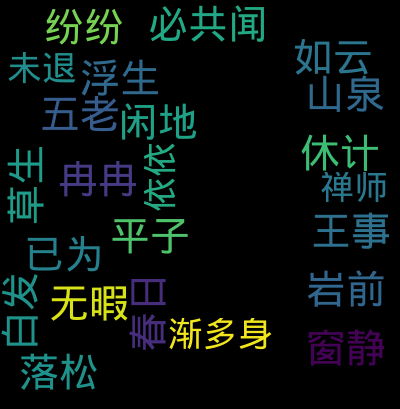 纷纷
必共闻
如云
未退
浮生
山泉
五老
闲地
休计
草生
冉冉
依依
禅师
平子
王事
已为
白发
无暇
春日
岩前
渐多身
窗静
落松